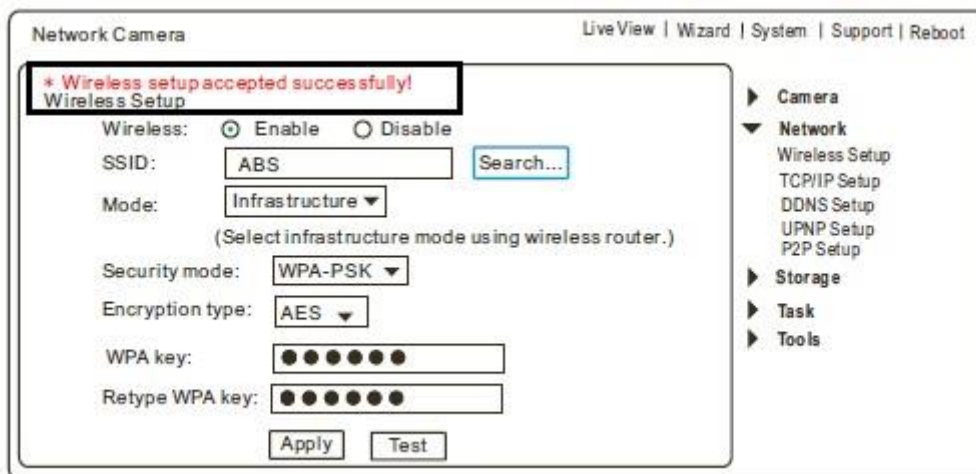 Network Camera
Live View | Wizard | System | Support | Reboot
* Wireless setup accepted successfully!
Wireless Setup
Wireless: Enable Disable
SSID: ABS Search...
Mode: Infrastructure
(Select infrastructure mode using wireless router.)
Security mode: WPA-PSK
Encryption type: AES
WPA key:
Retype WPA key:
Apply Test
Camera
Network
Wireless Setup
TCP/IP Setup
DDNS Setup
UPNP Setup
P2P Setup
Storage
Task
Tools